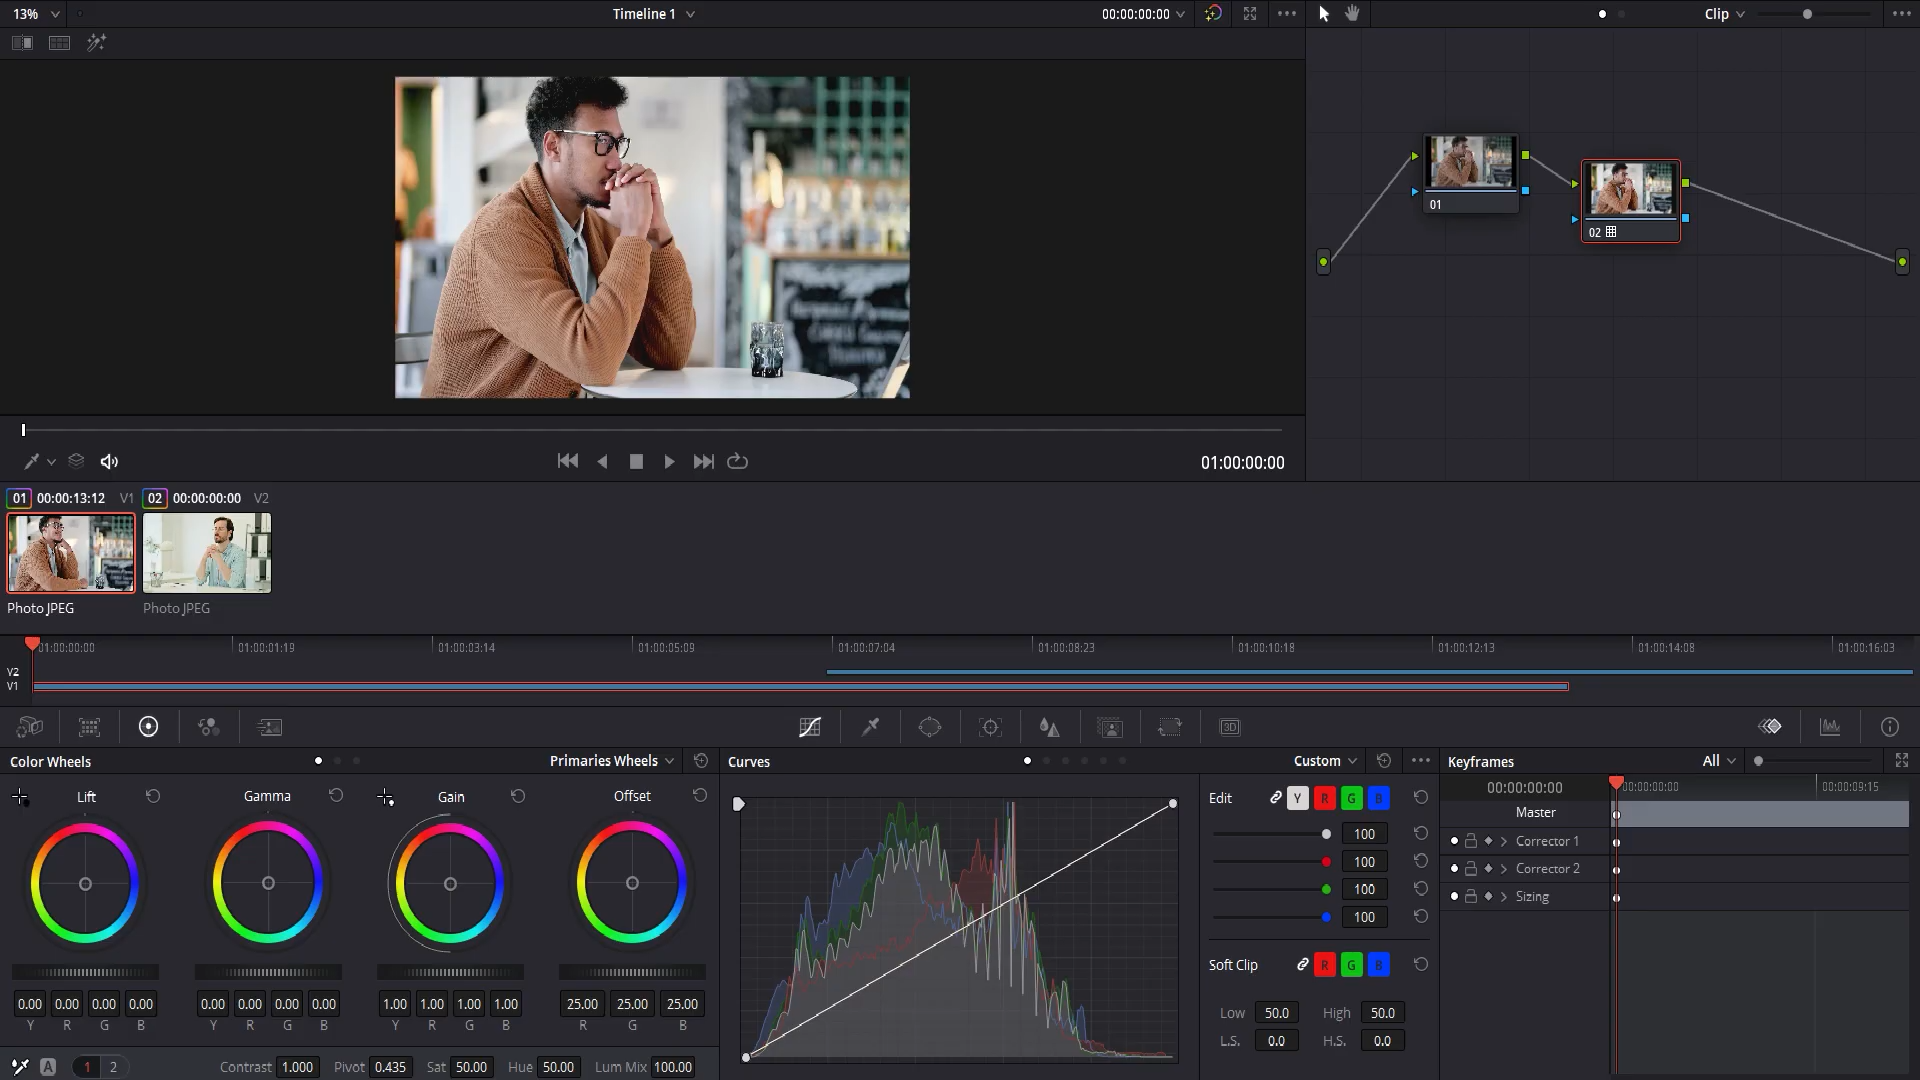 13%
Timeline 1
00:00:00:00
Clip
01
02
01:00:00:00
01 00:00:13:12 V1 02 00:00:00:00 V2
Photo JPEG Photo JPEG
01:00:00:00 01:00:01:19 01:00:03:14 01:00:05:09 01:00:07:04 01:00:08:23 01:00:10:18 01:00:12:13 01:00:14:08 01:00:16:03
V2
V1
3D
Color Wheels Primaries Wheels
Lift Gamma Gain Offset
0.00 0.00 0.00 0.00 0.00 0.00 0.00 0.00 1.00 1.00 1.00 1.00 25.00 25.00 25.00
Y R G B Y R G B Y R G B R G B
A 1 2 Contrast 1.000 Pivot 0.435 Sat 50.00 Hue 50.00 Lum Mix 100.00
Curves Custom
Edit Y R G B
100
100
100
100
Soft Clip R G B
Low 50.0 High 50.0
L.S. 0.0 H.S. 0.0
Keyframes All
00:00:00:00 00:00:00:00 00:00:09:15
Master
Corrector 1
Corrector 2
Sizing